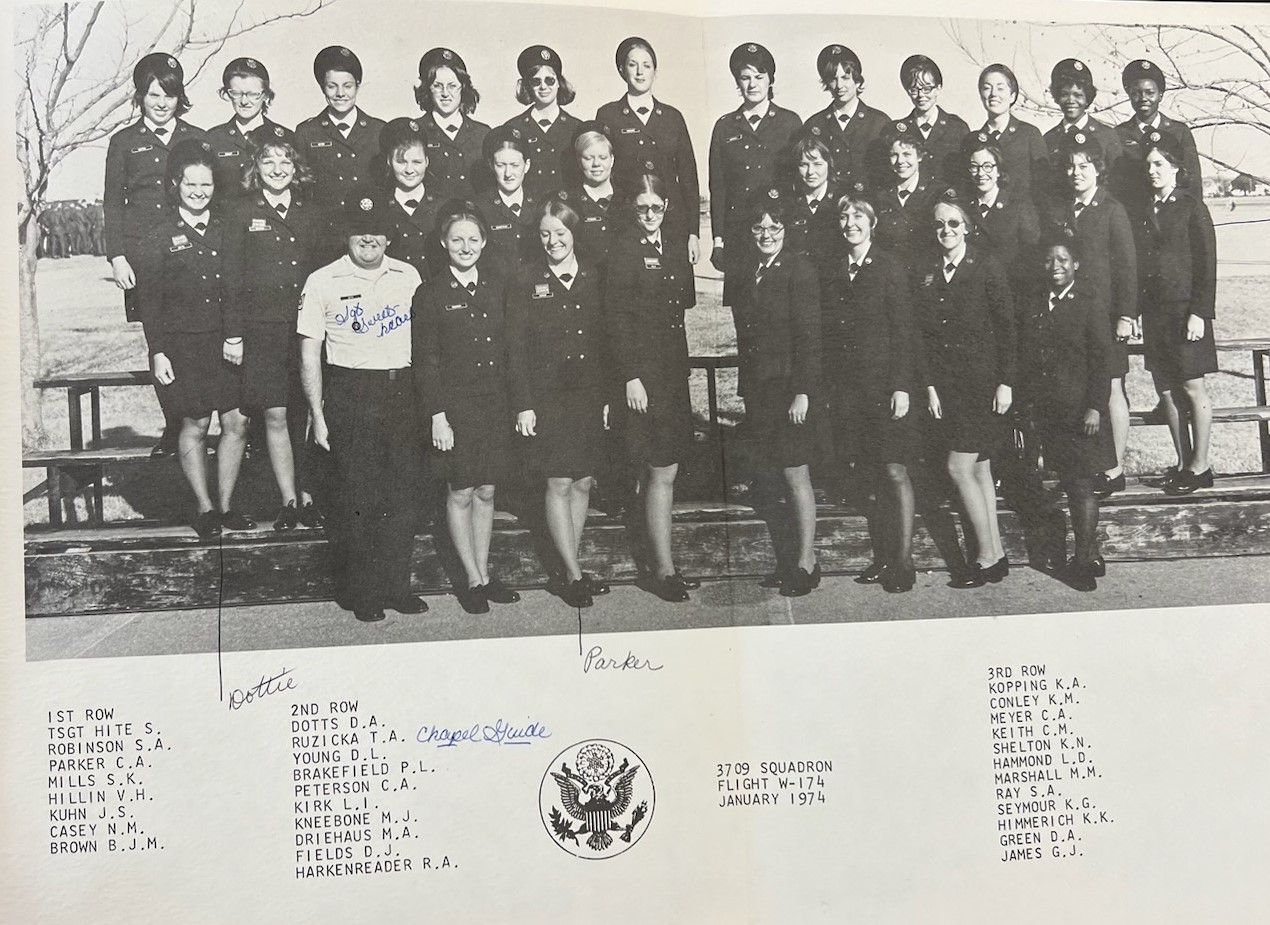 Sgt
Sweet-
heart
Dottie
Parker
1ST ROW
TSGT HITE S.
ROBINSON S.A.
PARKER C.A.
MILLS S.K.
HILLIN V.H.
KUHN J.S.
CASEY N.M.
BROWN B.J.M.
2ND ROW
DOTTS D.A.
RUZICKA T.A. Chapel Guide
YOUNG D.L.
BRAKEFIELD P.L.
PETERSON C.A.
KIRK L.I.
KNEEBONE M.J.
DRIEHAUS M.A.
FIELDS D.J.
HARKENREADER R.A.
3709 SQUADRON
FLIGHT W-174
JANUARY 1974
3RD ROW
KOPPING K.A.
CONLEY K.M.
MEYER C.A.
KEITH C.M.
SHELTON K.N.
HAMMOND L.D.
MARSHALL M.M.
RAY S.A.
SEYMOUR K.G.
HIMMERICH K.K.
GREEN D.A.
JAMES G.J.